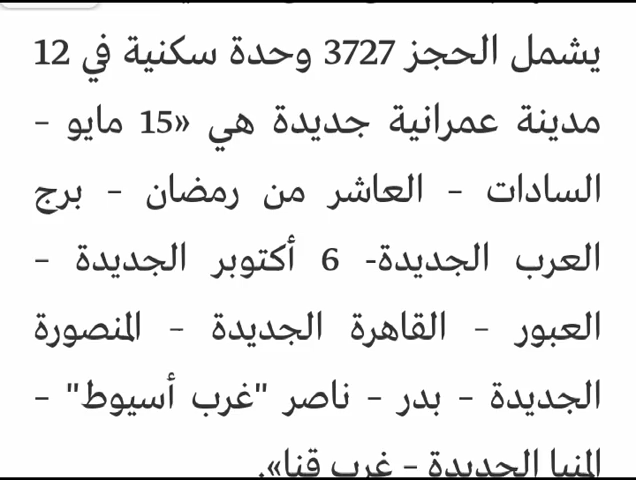 يشمل الحجز 3727 وحدة سكنية في 12
مدينة عمرانية جديدة هي «15 مايو –
السادات – العاشر من رمضان – برج
العرب الجديدة- 6 أكتوبر الجديدة –
العبور – القاهرة الجديدة – المنصورة
الجديدة – بدر – ناصر "غرب أسيوط" –
المنيا الجديدة – غرب قنا».